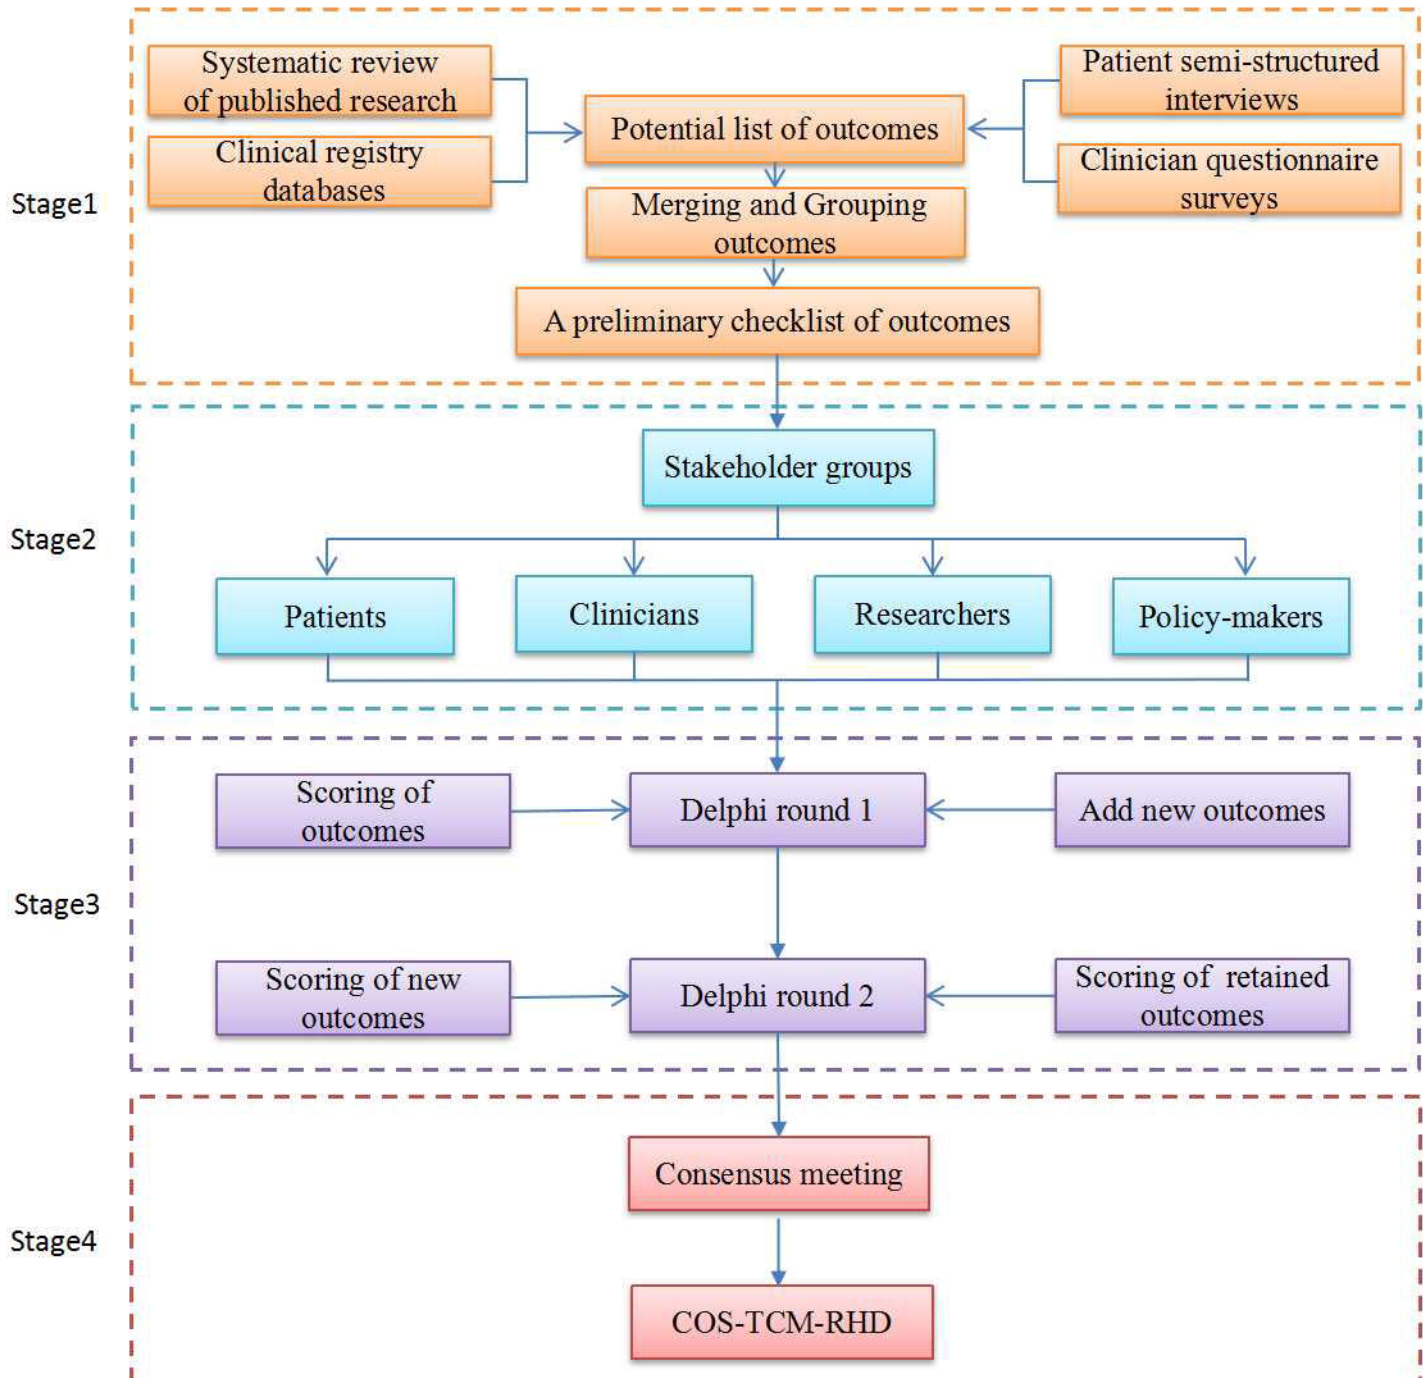 Systematic review
of published research
Patient semi-structured
interviews
Potential list of outcomes
Clinical registry
databases
Clinician questionnaire
surveys
Stage1
Merging and Grouping
outcomes
A preliminary checklist of outcomes
Stakeholder groups
Stage2
Patients
Clinicians
Researchers
Policy-makers
Scoring of
outcomes
Delphi round 1
Add new outcomes
Stage3
Scoring of new
outcomes
Delphi round 2
Scoring of retained
outcomes
Consensus meeting
Stage4
COS-TCM-RHD